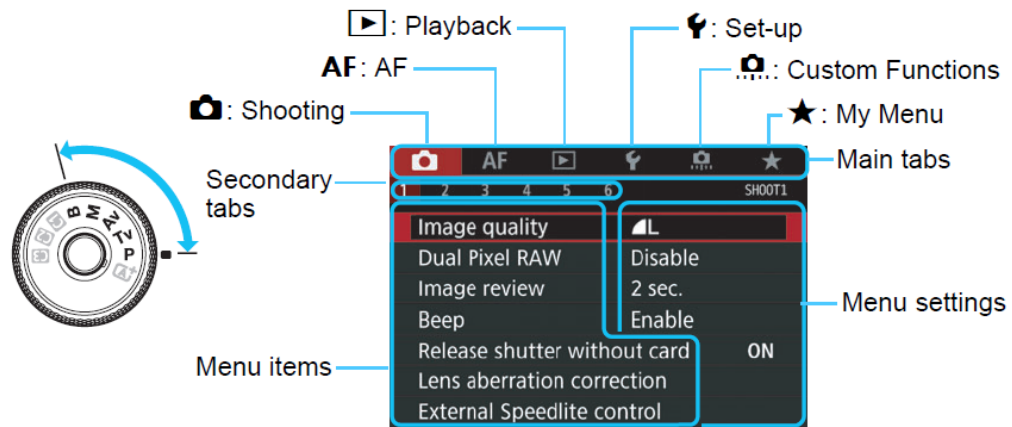 ▶: Playback
: Set-up
AF: AF
: Custom Functions
: Shooting
★: My Menu
AF ▶ ★
Main tabs
Secondary
tabs
1 2 3 4 5 6 SHOOT1
Image quality L
Dual Pixel RAW Disable
Image review 2 sec.
Beep Enable
Release shutter without card ON
Lens aberration correction
External Speedlite control
Menu settings
Menu items
B M Av Tv P A+